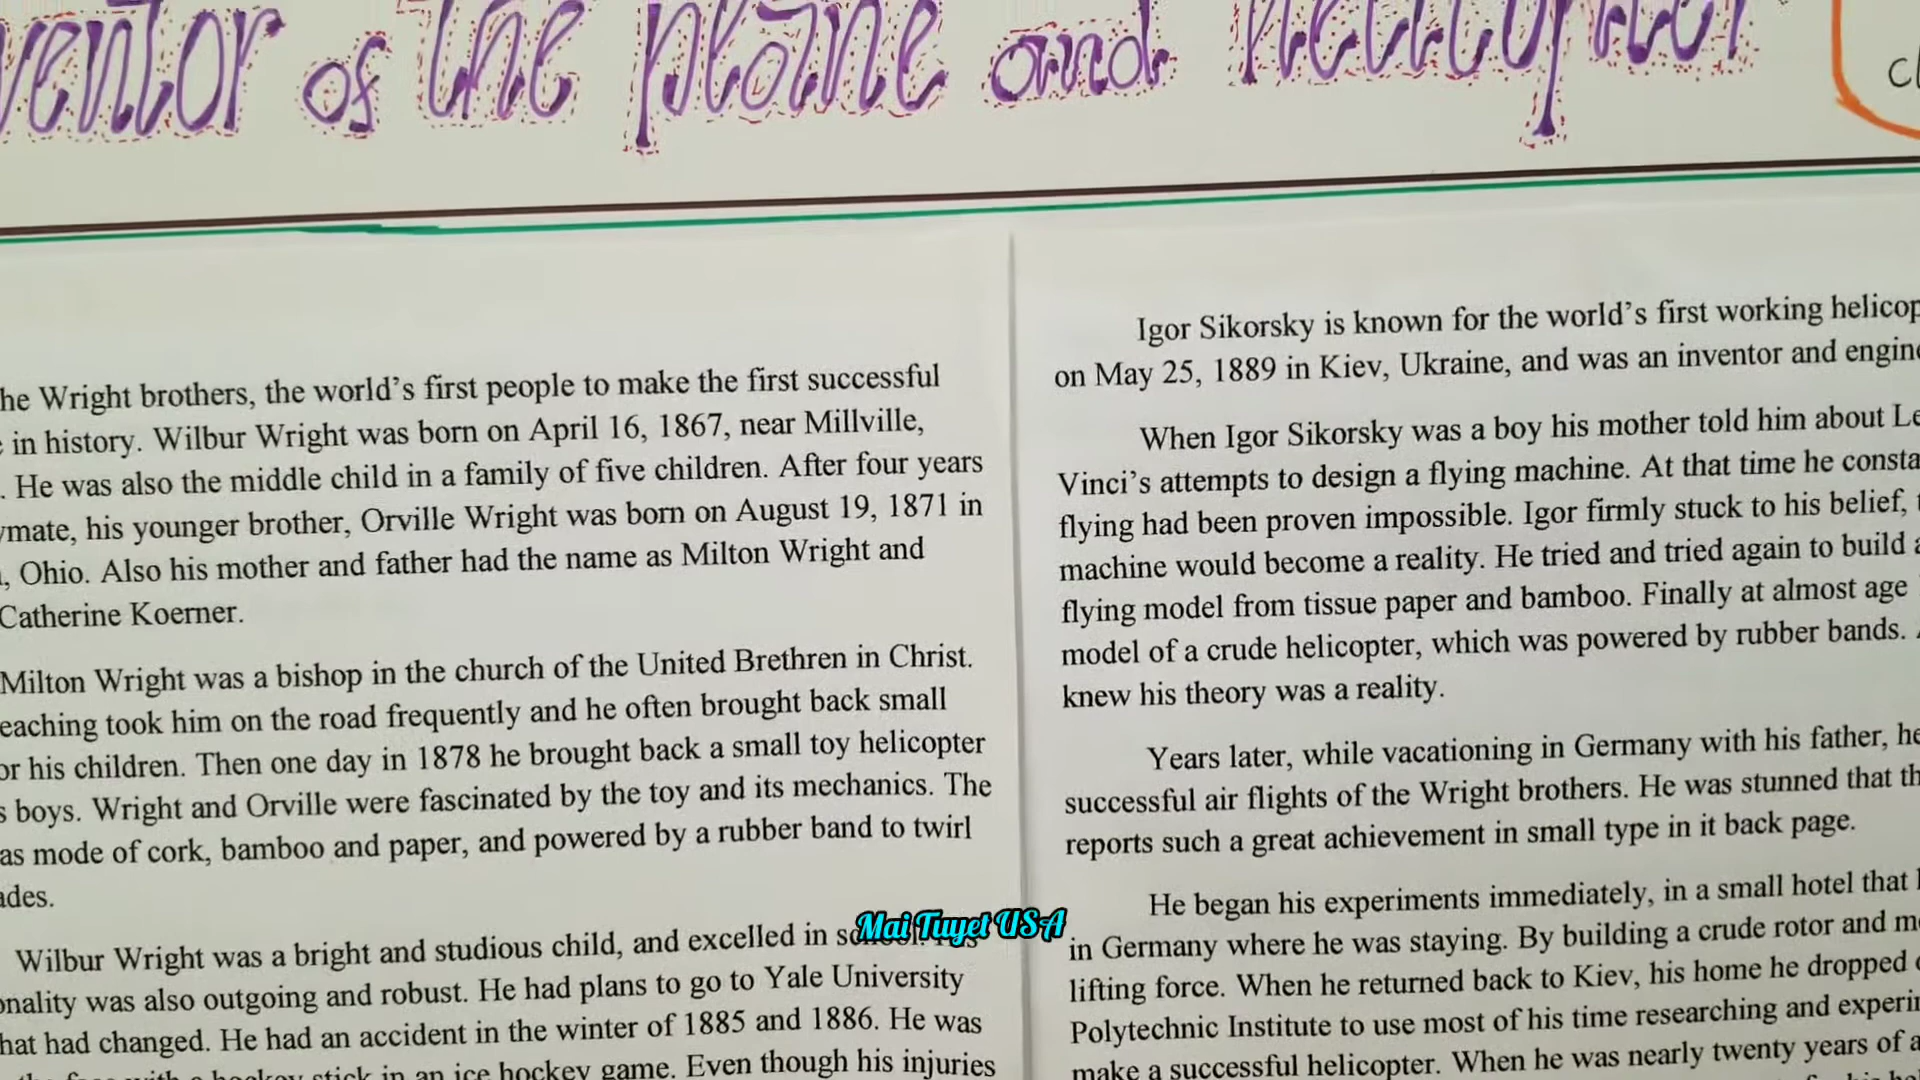 of the plane and helicopter
he Wright brothers, the world's first people to make the first successful
in history. Wilbur Wright was born on April 16, 1867, near Millville,
. He was also the middle child in a family of five children. After four years
ymate, his younger brother, Orville Wright was born on August 19, 1871 in
, Ohio. Also his mother and father had the name as Milton Wright and
Catherine Koerner.
Milton Wright was a bishop in the church of the United Brethren in Christ.
eaching took him on the road frequently and he often brought back small
or his children. Then one day in 1878 he brought back a small toy helicopter
s boys. Wright and Orville were fascinated by the toy and its mechanics. The
as mode of cork, bamboo and paper, and powered by a rubber band to twirl
ades.
Wilbur Wright was a bright and studious child, and excelled in
onality was also outgoing and robust. He had plans to go to Yale University
hat had changed. He had an accident in the winter of 1885 and 1886. He was
hockey stick in an ice hockey game. Even though his injuries
Igor Sikorsky is known for the world's first working helicop
on May 25, 1889 in Kiev, Ukraine, and was an inventor and engine
When Igor Sikorsky was a boy his mother told him about Le
Vinci's attempts to design a flying machine. At that time he consta
flying had been proven impossible. Igor firmly stuck to his belief,
machine would become a reality. He tried and tried again to build a
flying model from tissue paper and bamboo. Finally at almost age
model of a crude helicopter, which was powered by rubber bands.
knew his theory was a reality.
Years later, while vacationing in Germany with his father, he
successful air flights of the Wright brothers. He was stunned that th
reports such a great achievement in small type in it back page.
He began his experiments immediately, in a small hotel that
in Germany where he was staying. By building a crude rotor and m
lifting force. When he returned back to Kiev, his home he dropped
Polytechnic Institute to use most of his time researching and experi
make a successful helicopter. When he was nearly twenty years of a
Mai Tuyet USA